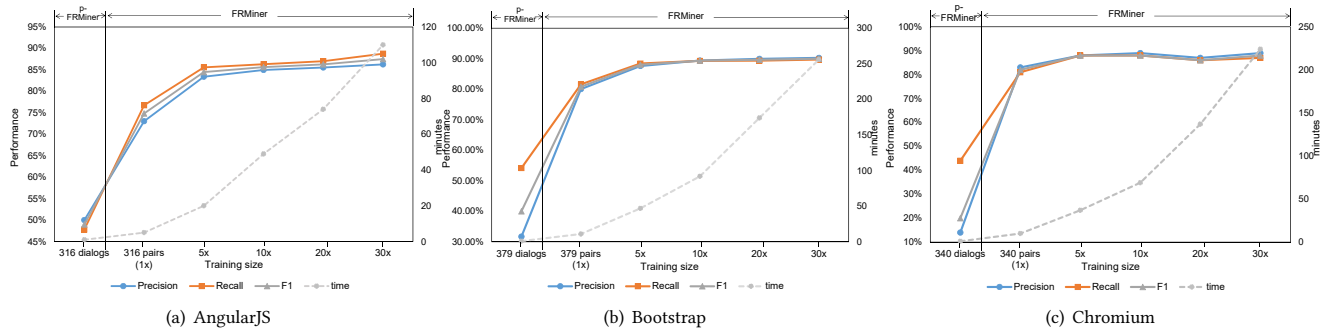 p-
FRMiner
FRMiner
95%
90%
85%
80%
75%
70%
65%
60%
55%
50%
45%
Performance
120
100
80
60
40
20
0
minutes
316 dialogs
316 pairs
(1x)
5x
10x
20x
30x
Training size
Precision
Recall
F1
time
(a) AngularJS
p-
FRMiner
FRMiner
100.00%
90.00%
80.00%
70.00%
60.00%
50.00%
40.00%
30.00%
Performance
300
250
200
150
100
50
0
minutes
379 dialogs
379 pairs
(1x)
5x
10x
20x
30x
Training size
Precision
Recall
F1
time
(b) Bootstrap
p-
FRMiner
FRMiner
100%
90%
80%
70%
60%
50%
40%
30%
20%
10%
Performance
250
200
150
100
50
0
minutes
340 dialogs
340 pairs
(1x)
5x
10x
20x
30x
Training size
Precision
Recall
F1
time
(c) Chromium